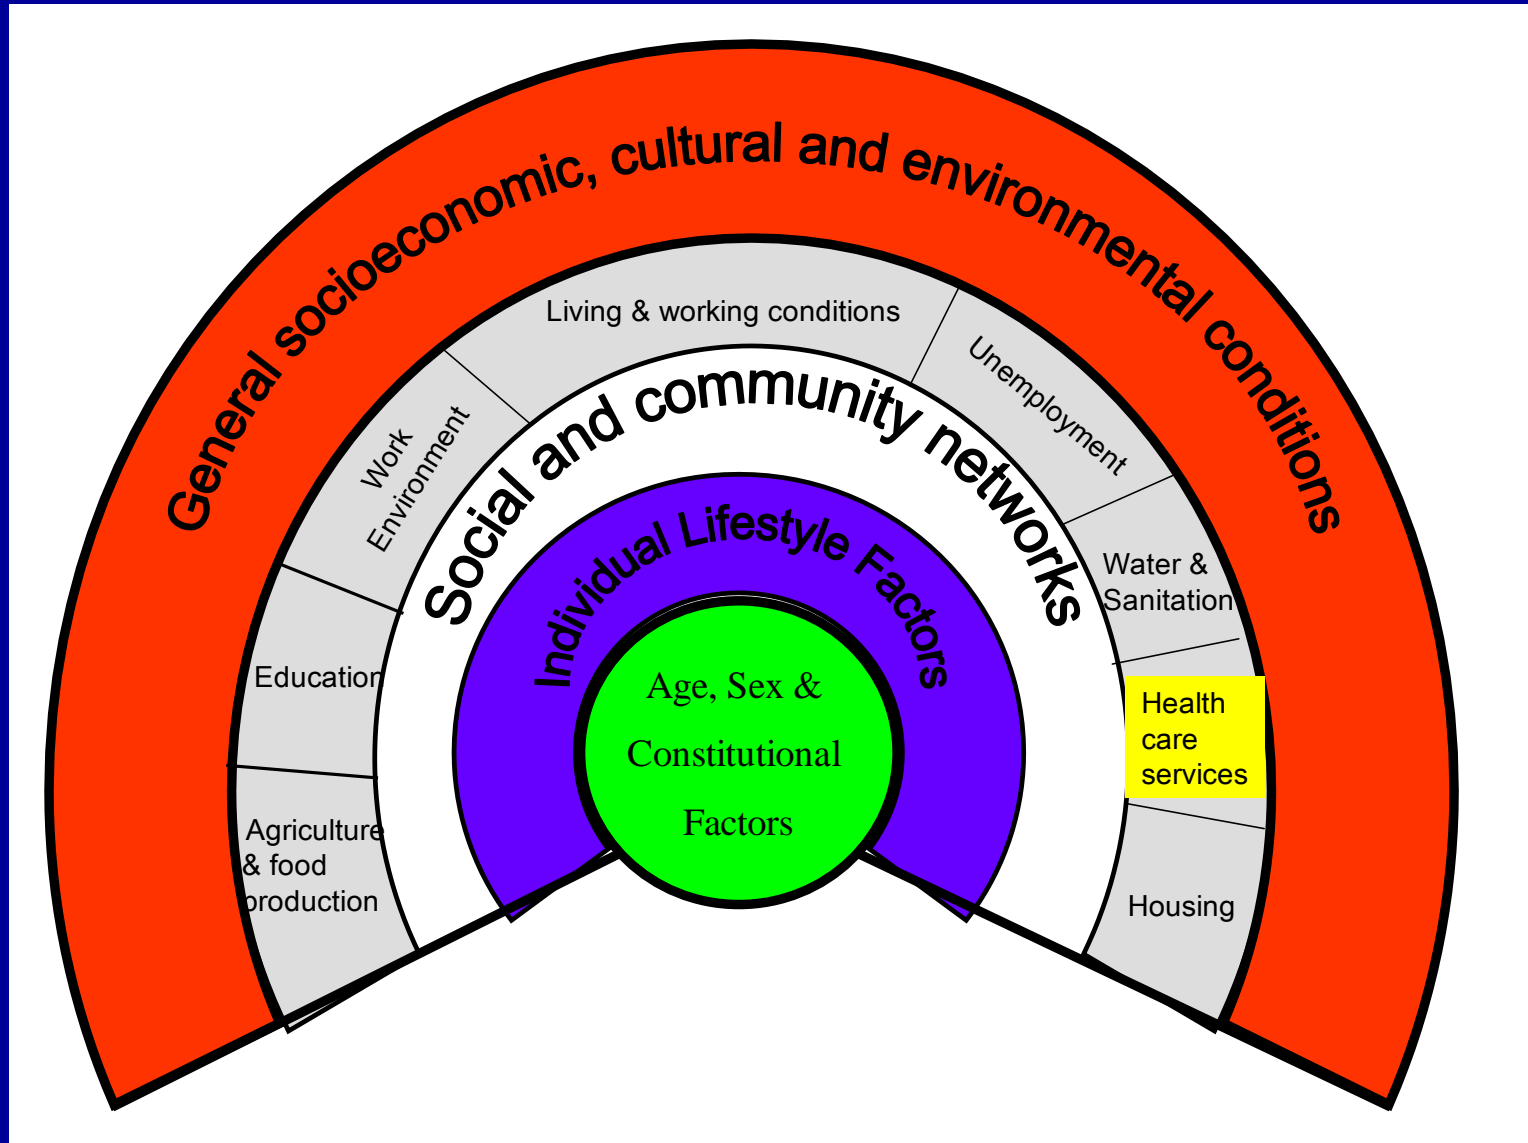 General socioeconomic, cultural and environmental conditions
Living & working conditions
Unemployment
Work
Environment
Social and community networks
Water &
Sanitation
Individual Lifestyle Factors
Education
Age, Sex &
Constitutional
Factors
Health
care
services
Agriculture
& food
production
Housing